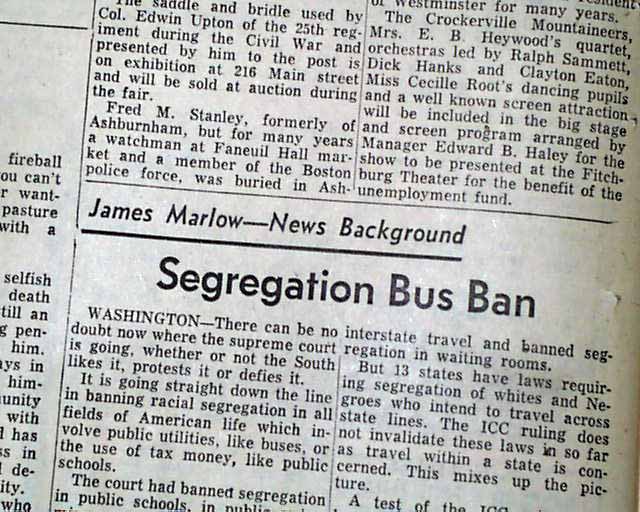 fireball
ou can't
r want-
pasture
with a
selfish
death
till an
g pen-
him.
ays in
him-
unity
with
d has
ss in
d de-
ity.
who
The saddle and bridle used by
Col. Edwin Upton of the 25th reg-
iment during the Civil War and
presented by him to the post is
on exhibition at 216 Main street
and will be sold at auction during
the fair.
Fred M. Stanley, formerly of
Ashburnham, but for many years
a watchman at Faneuil Hall mar-
ket and a member of the Boston
police force, was buried in Ash-
of Westminster for many years.
The Crockerville Mountaineers,
Mrs. E. B. Heywood's quartet,
orchestras led by Ralph Sammett,
Dick Hanks and Clayton Eaton,
Miss Cecille Root's dancing pupils
and a well known screen attraction
will be included in the big stage
and screen program arranged by
Manager Edward B. Haley for the
show to be presented at the Fitch-
burg Theater for the benefit of the
unemployment fund.
James Marlow—News Background
Segregation Bus Ban
WASHINGTON—There can be no
doubt now where the supreme court
is going, whether or not the South
likes it, protests it or defies it.
It is going straight down the line
in banning racial segregation in all
fields of American life which in-
volve public utilities, like buses, or
the use of tax money, like public
schools.
The court had banned segregation
in public schools, in public
interstate travel and banned seg-
regation in waiting rooms.
But 13 states have laws requir-
ing segregation of whites and Ne-
groes who intend to travel across
state lines. The ICC ruling does
not invalidate these laws in so far
as travel within a state is con-
cerned. This mixes up the pic-
ture.
A test of the ICC